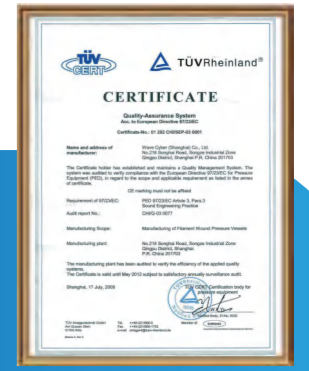 TÜV
CERT
TÜVRheinland®
CERTIFICATE
Quality-Assurance System
Acc. to European Directive 97/23/EC
Certificate-No.: 01 202 CHI/SEP-03 0001
Name and address of manufacturer:
Wave Cyber (Shanghai) Co., Ltd.
No.218 Songhai Road, Songze Industrial Zone
Qingpu District, Shanghai P.R. China 201703
The Certificate holder has established and maintains a Quality Management System. The
system was audited to verify compliance with the European Directive 97/23/EC for Pressure
Equipment (PED), in regard to the scope and applicable requirement as listed in the annex
of certificate.
CE marking must not be affixed
Requirement of 97/23/EC:
PED 97/23/EC Article 3, Para.3
Sound Engineering Practice
Audit report No.:
Manufacturing Scope:
Manufacturing of Filament Wound Pressure Vessels
Manufacturing plant:
No.218 Songhai Road, Songze Industrial Zone
Qingpu District, Shanghai
P.R. China 201703
The manufacturing plant has been audited to verify the efficiency of the applied quality
systems.
The Certificate is valid until May 2012 subject to satisfactory annually surveillance audit.
Shanghai, 17 July, 2009
TÜV CERT Certification body for
pressure equipment